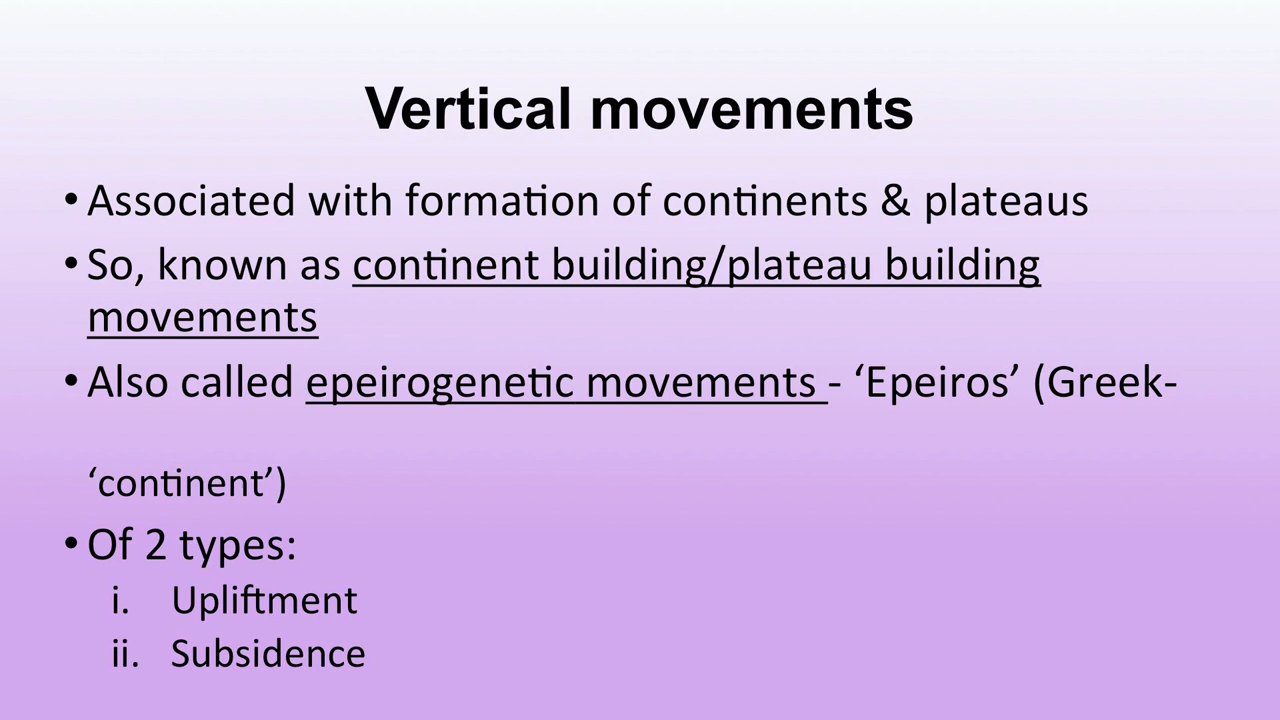 Vertical movements
• Associated with formation of continents & plateaus
• So, known as continent building/plateau building
movements
• Also called epeirogenetic movements - ‘Epeiros’ (Greek-
‘continent’)
• Of 2 types:
i. Upliftment
ii. Subsidence